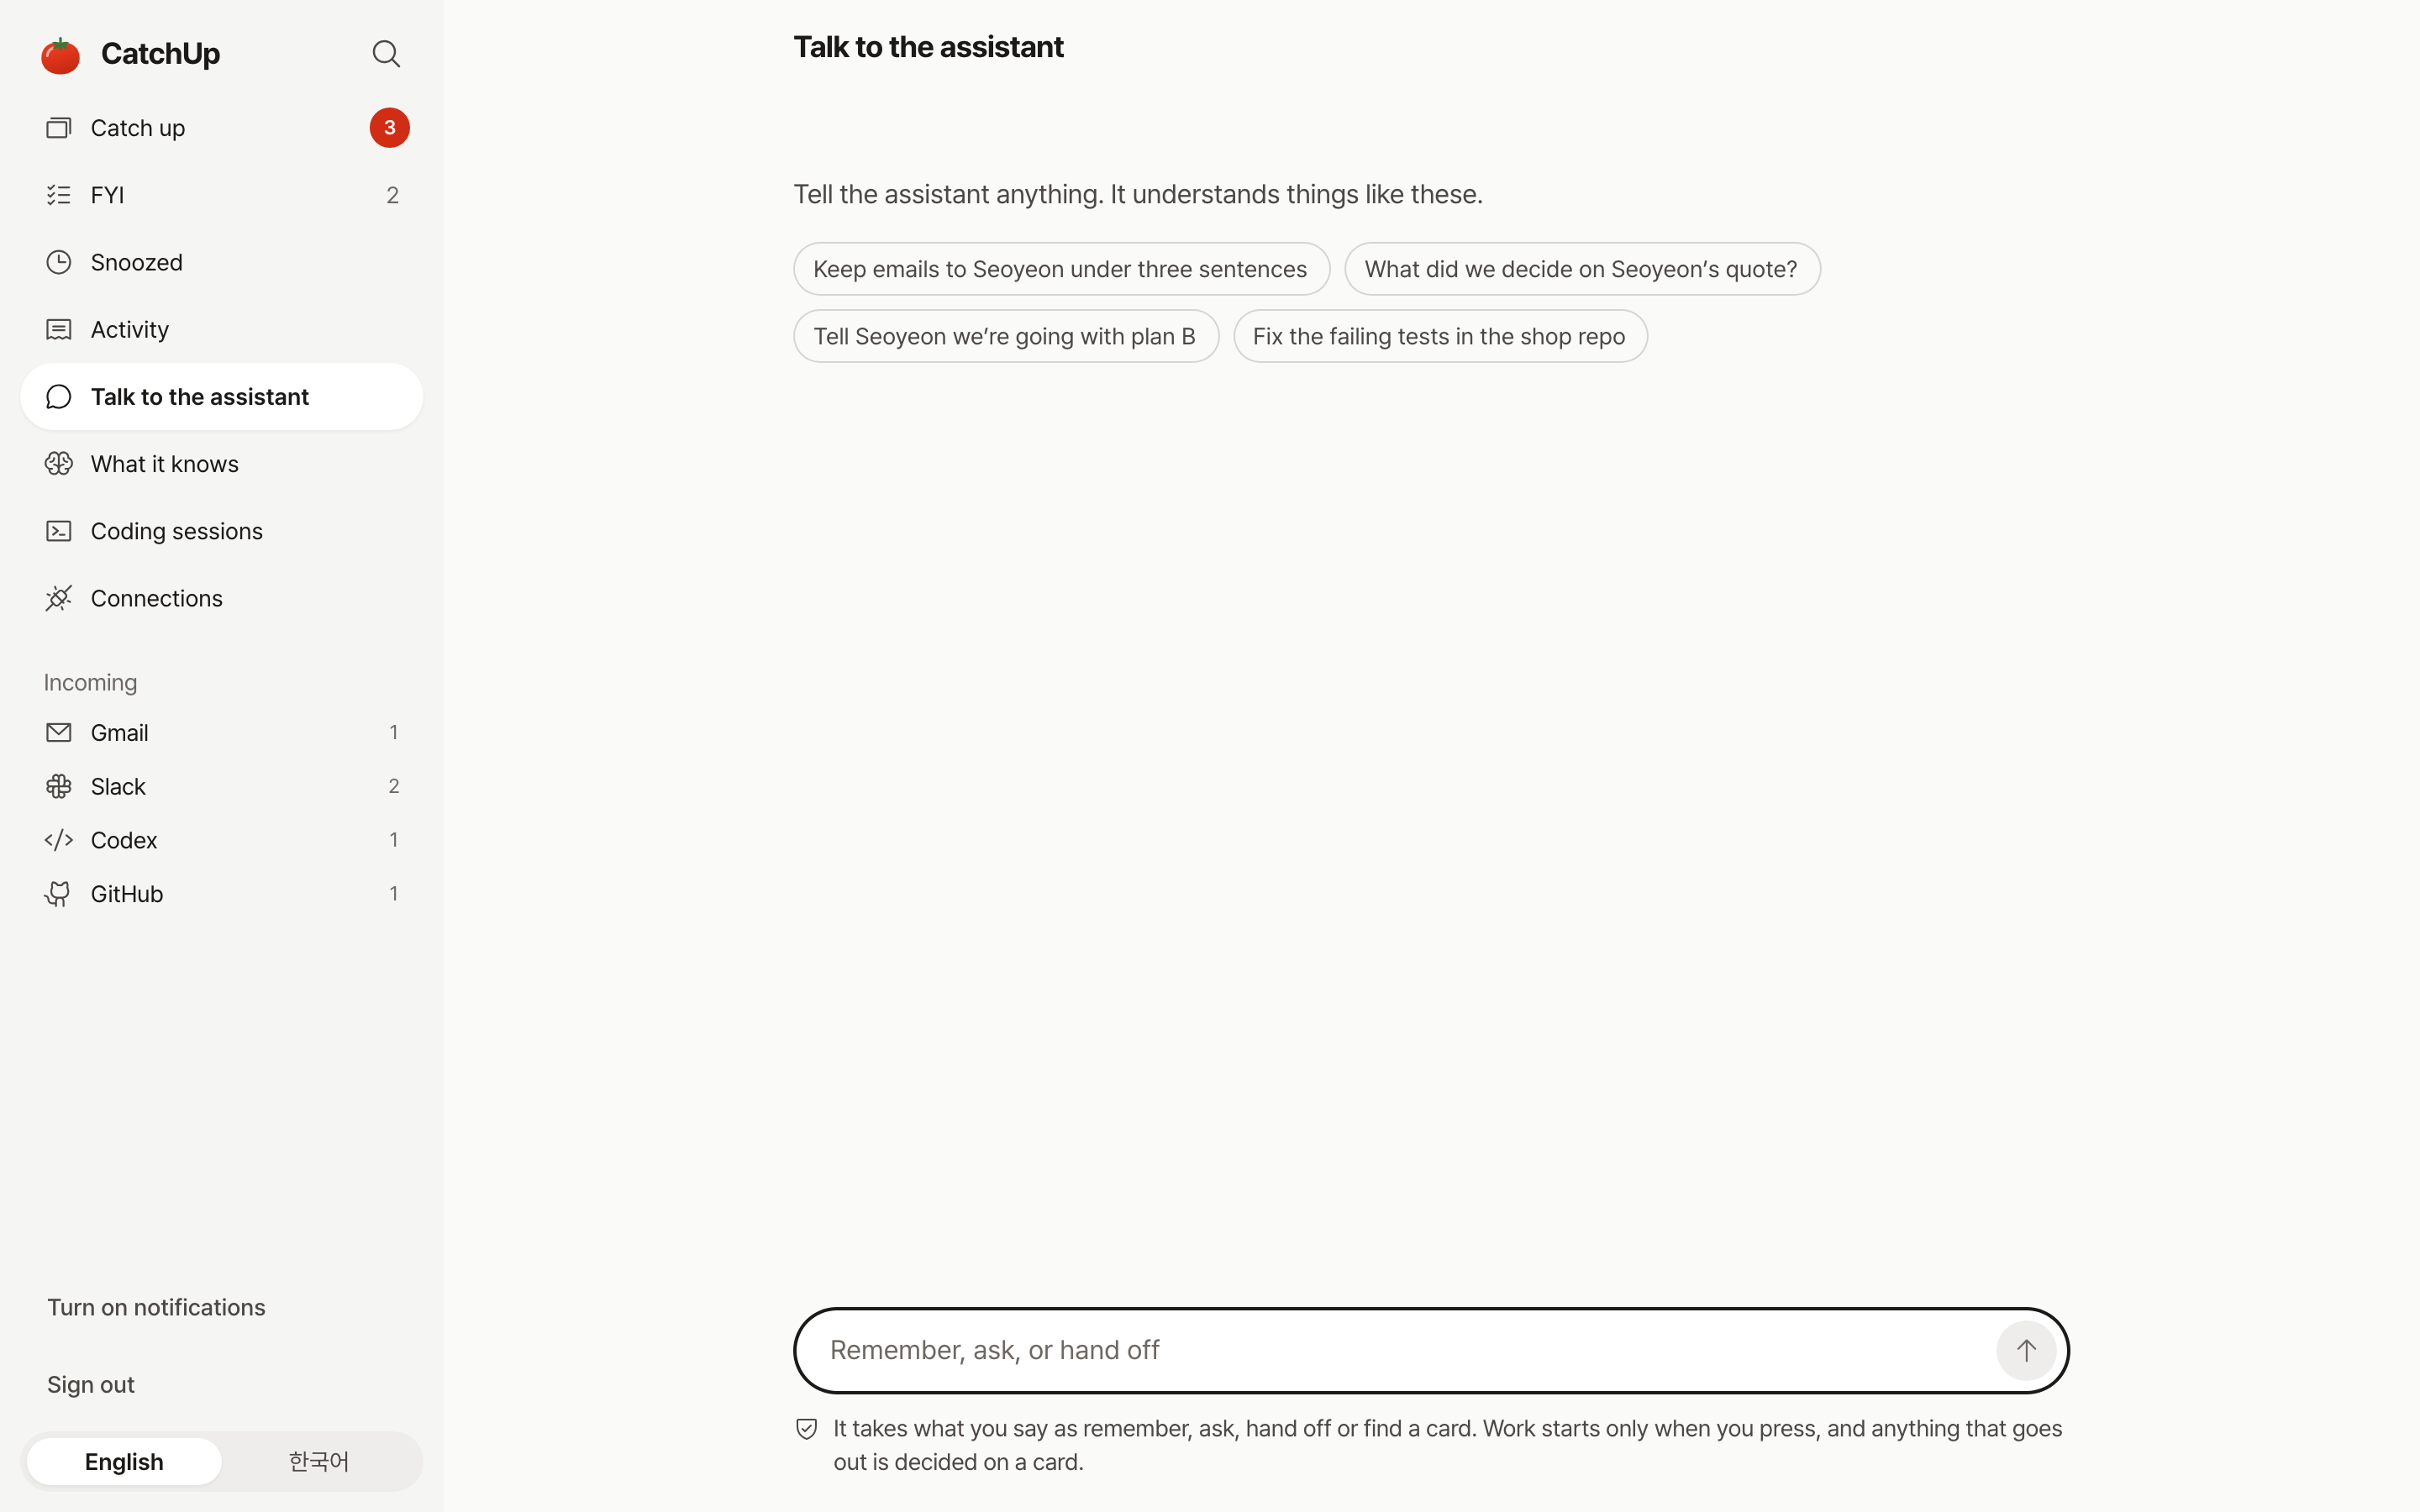 CatchUp
Catch up 3
FYI 2
Snoozed
Activity
Talk to the assistant
What it knows
Coding sessions
Connections
Incoming
Gmail 1
Slack 2
Codex 1
GitHub 1
Turn on notifications
Sign out
English 한국어
Talk to the assistant
Tell the assistant anything. It understands things like these.
Keep emails to Seoyeon under three sentences
What did we decide on Seoyeon’s quote?
Tell Seoyeon we’re going with plan B
Fix the failing tests in the shop repo
Remember, ask, or hand off
It takes what you say as remember, ask, hand off or find a card. Work starts only when you press, and anything that goes
out is decided on a card.